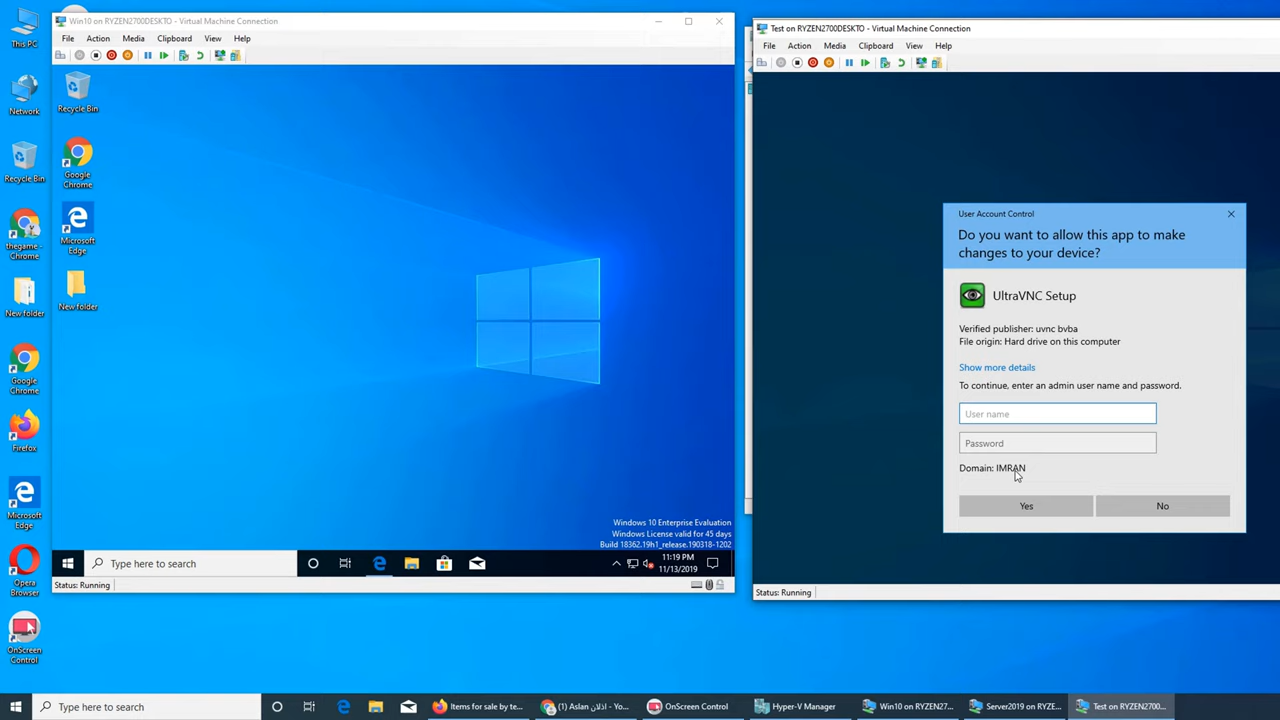 This PC
Network
Recycle Bin
thegame -
Chrome
New folder
Google
Chrome
Firefox
Microsoft
Edge
Opera
Browser
OnScreen
Control
Win10 on RYZEN2700DESKTO - Virtual Machine Connection
File Action Media Clipboard View Help
Recycle Bin
Google
Chrome
Microsoft
Edge
New folder
Windows 10 Enterprise Evaluation
Windows License valid for 45 days
Build 18362.19h1_release.190318-1202
Type here to search
11:19 PM
11/13/2019
Status: Running
Test on RYZEN2700DESKTO - Virtual Machine Connection
File Action Media Clipboard View Help
User Account Control
Do you want to allow this app to make
changes to your device?
UltraVNC Setup
Verified publisher: uvnc bvba
File origin: Hard drive on this computer
Show more details
To continue, enter an admin user name and password.
User name
Password
Domain: IMRAN
Yes No
Status: Running
Type here to search
Items for sale by te...
(1) Aslan اذلان - Yo...
OnScreen Control
Hyper-V Manager
Win10 on RYZEN27...
Server2019 on RYZE...
Test on RYZEN2700...